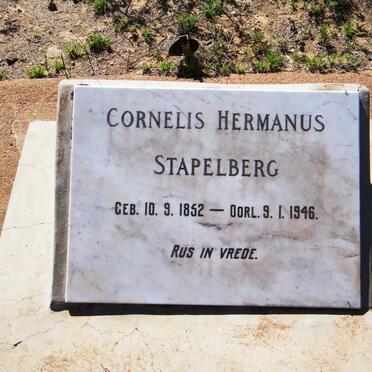 CORNELIS HERMANUS
STAPELBERG
GEB. 10. 9. 1852 — OORL. 9. 1. 1946.
RUS IN VREDE.